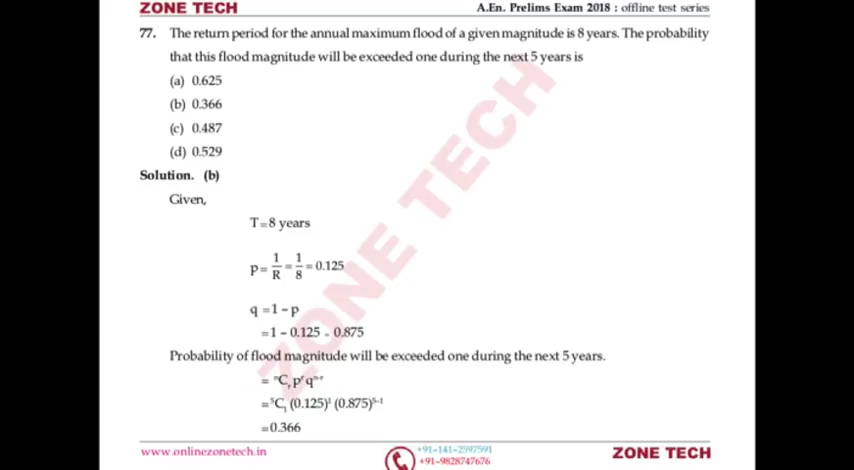 ZONE TECH
A.En. Prelims Exam 2018 : offline test series
77. The return period for the annual maximum flood of a given magnitude is 8 years. The probability
that this flood magnitude will be exceeded one during the next 5 years is
(a) 0.625
(b) 0.366
(c) 0.487
(d) 0.529
Solution. (b)
Given,
T=8 years
p= 1/R = 1/8 = 0.125
q =1 – p
=1 – 0.125 - 0.875
Probability of flood magnitude will be exceeded one during the next 5 years.
= ⁿCᵣ pʳ qⁿ⁻ʳ
=⁵C₁ (0.125)¹ (0.875)⁵⁻¹
=0.366
ZONE TECH
www.onlinezonetech.in
+91-141-2597591
+91-9828747676
ZONE TECH